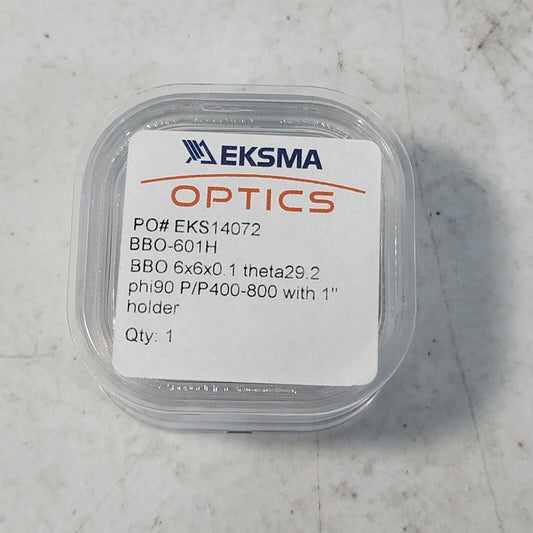 EKSMA
OPTICS
PO# EKS14072
BBO-601H
BBO 6x6x0.1 theta29.2
phi90 P/P400-800 with 1"
holder
Qty: 1